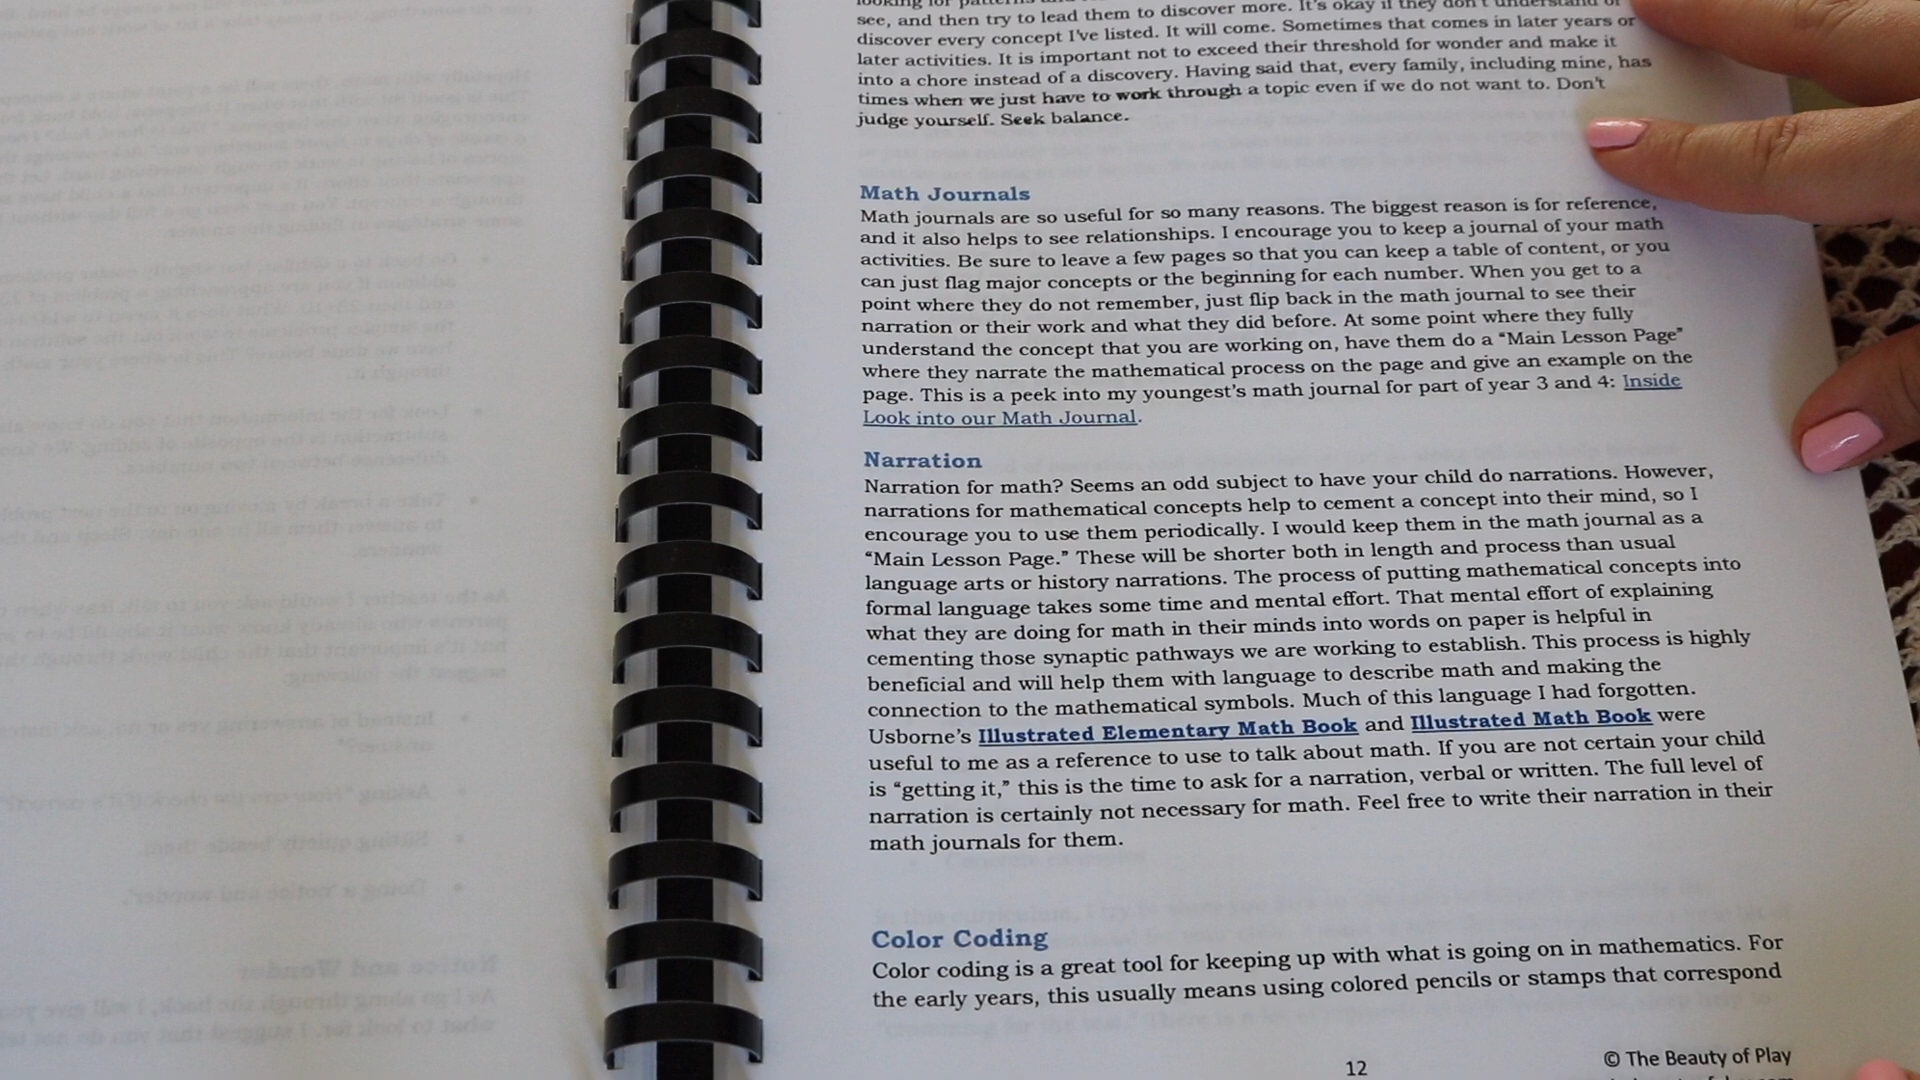 see, and then try to lead them to discover more. It's okay if they don't understand or
discover every concept I've listed. It will come. Sometimes that comes in later years or
later activities. It is important not to exceed their threshold for wonder and make it
into a chore instead of a discovery. Having said that, every family, including mine, has
times when we just have to work through a topic even if we do not want to. Don't
judge yourself. Seek balance.
Math Journals
Math journals are so useful for so many reasons. The biggest reason is for reference,
and it also helps to see relationships. I encourage you to keep a journal of your math
activities. Be sure to leave a few pages so that you can keep a table of content, or you
can just flag major concepts or the beginning for each number. When you get to a
point where they do not remember, just flip back in the math journal to see their
narration or their work and what they did before. At some point where they fully
understand the concept that you are working on, have them do a “Main Lesson Page”
where they narrate the mathematical process on the page and give an example on the
page. This is a peek into my youngest’s math journal for part of year 3 and 4: Inside
Look into our Math Journal.
Narration
Narration for math? Seems an odd subject to have your child do narrations. However,
narrations for mathematical concepts help to cement a concept into their mind, so I
encourage you to use them periodically. I would keep them in the math journal as a
“Main Lesson Page.” These will be shorter both in length and process than usual
language arts or history narrations. The process of putting mathematical concepts into
formal language takes some time and mental effort. That mental effort of explaining
what they are doing for math in their minds into words on paper is helpful in
cementing those synaptic pathways we are working to establish. This process is highly
beneficial and will help them with language to describe math and making the
connection to the mathematical symbols. Much of this language I had forgotten.
Usborne’s Illustrated Elementary Math Book and Illustrated Math Book were
useful to me as a reference to use to talk about math. If you are not certain your child
is “getting it,” this is the time to ask for a narration, verbal or written. The full level of
narration is certainly not necessary for math. Feel free to write their narration in their
math journals for them.
Color Coding
Color coding is a great tool for keeping up with what is going on in mathematics. For
the early years, this usually means using colored pencils or stamps that correspond
12
© The Beauty of Play